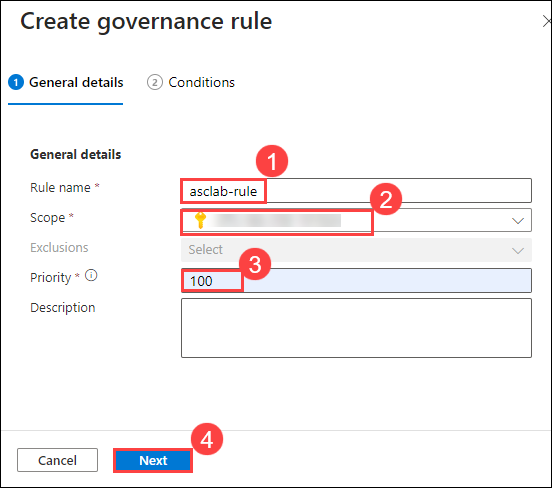 Create governance rule
1 General details 2 Conditions
General details
1
Rule name * asclab-rule
2
Scope *
Exclusions Select
3
Priority * 100
Description
4
Cancel Next